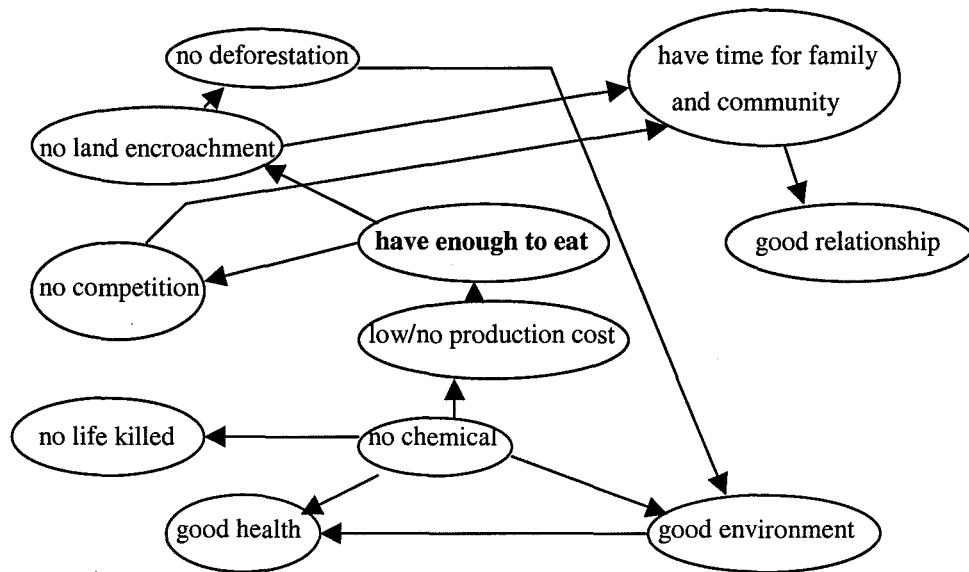 no deforestation
have time for family
and community
no land encroachment
have enough to eat
good relationship
no competition
low/no production cost
no life killed
no chemical
good health
good environment